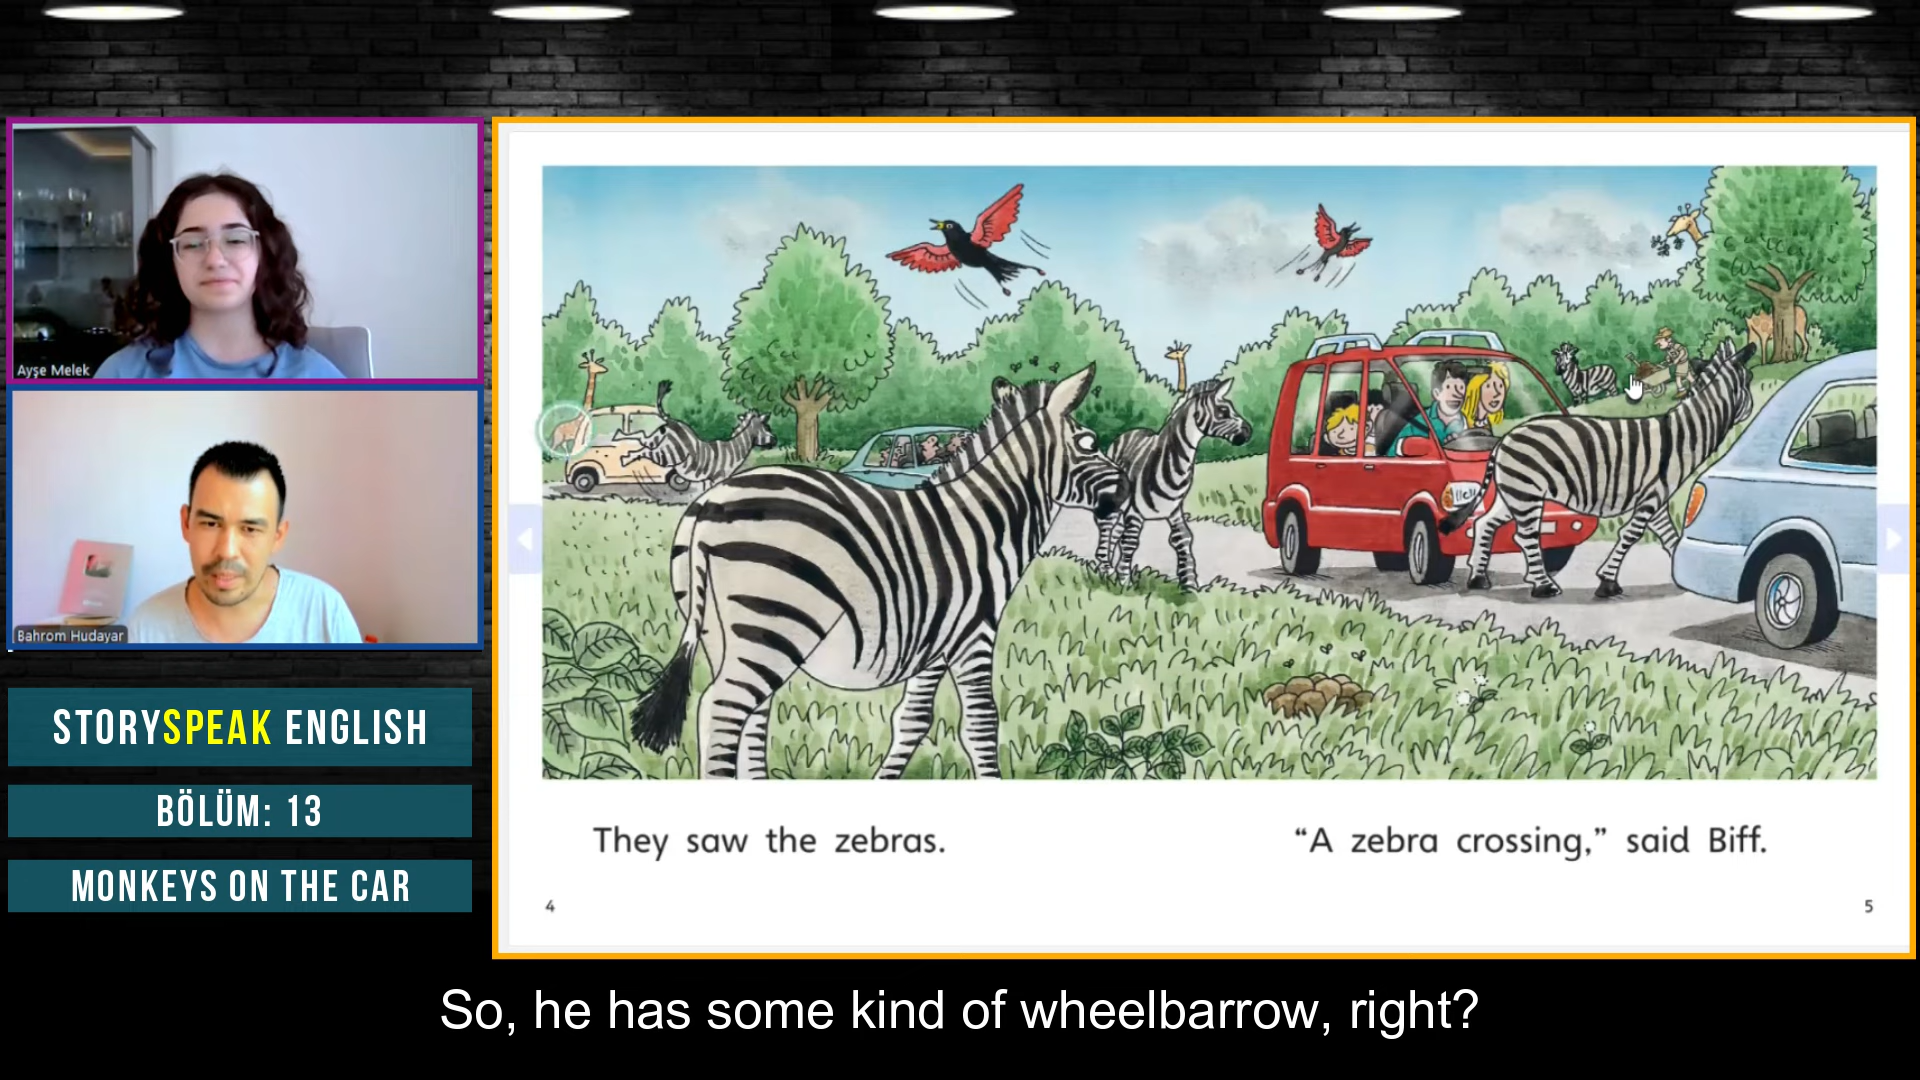 Ayşe Melek
Bahrom Hudayar
STORYSPEAK ENGLISH
BÖLÜM: 13
MONKEYS ON THE CAR
They saw the zebras.
“A zebra crossing,” said Biff.
4
5
So, he has some kind of wheelbarrow, right?